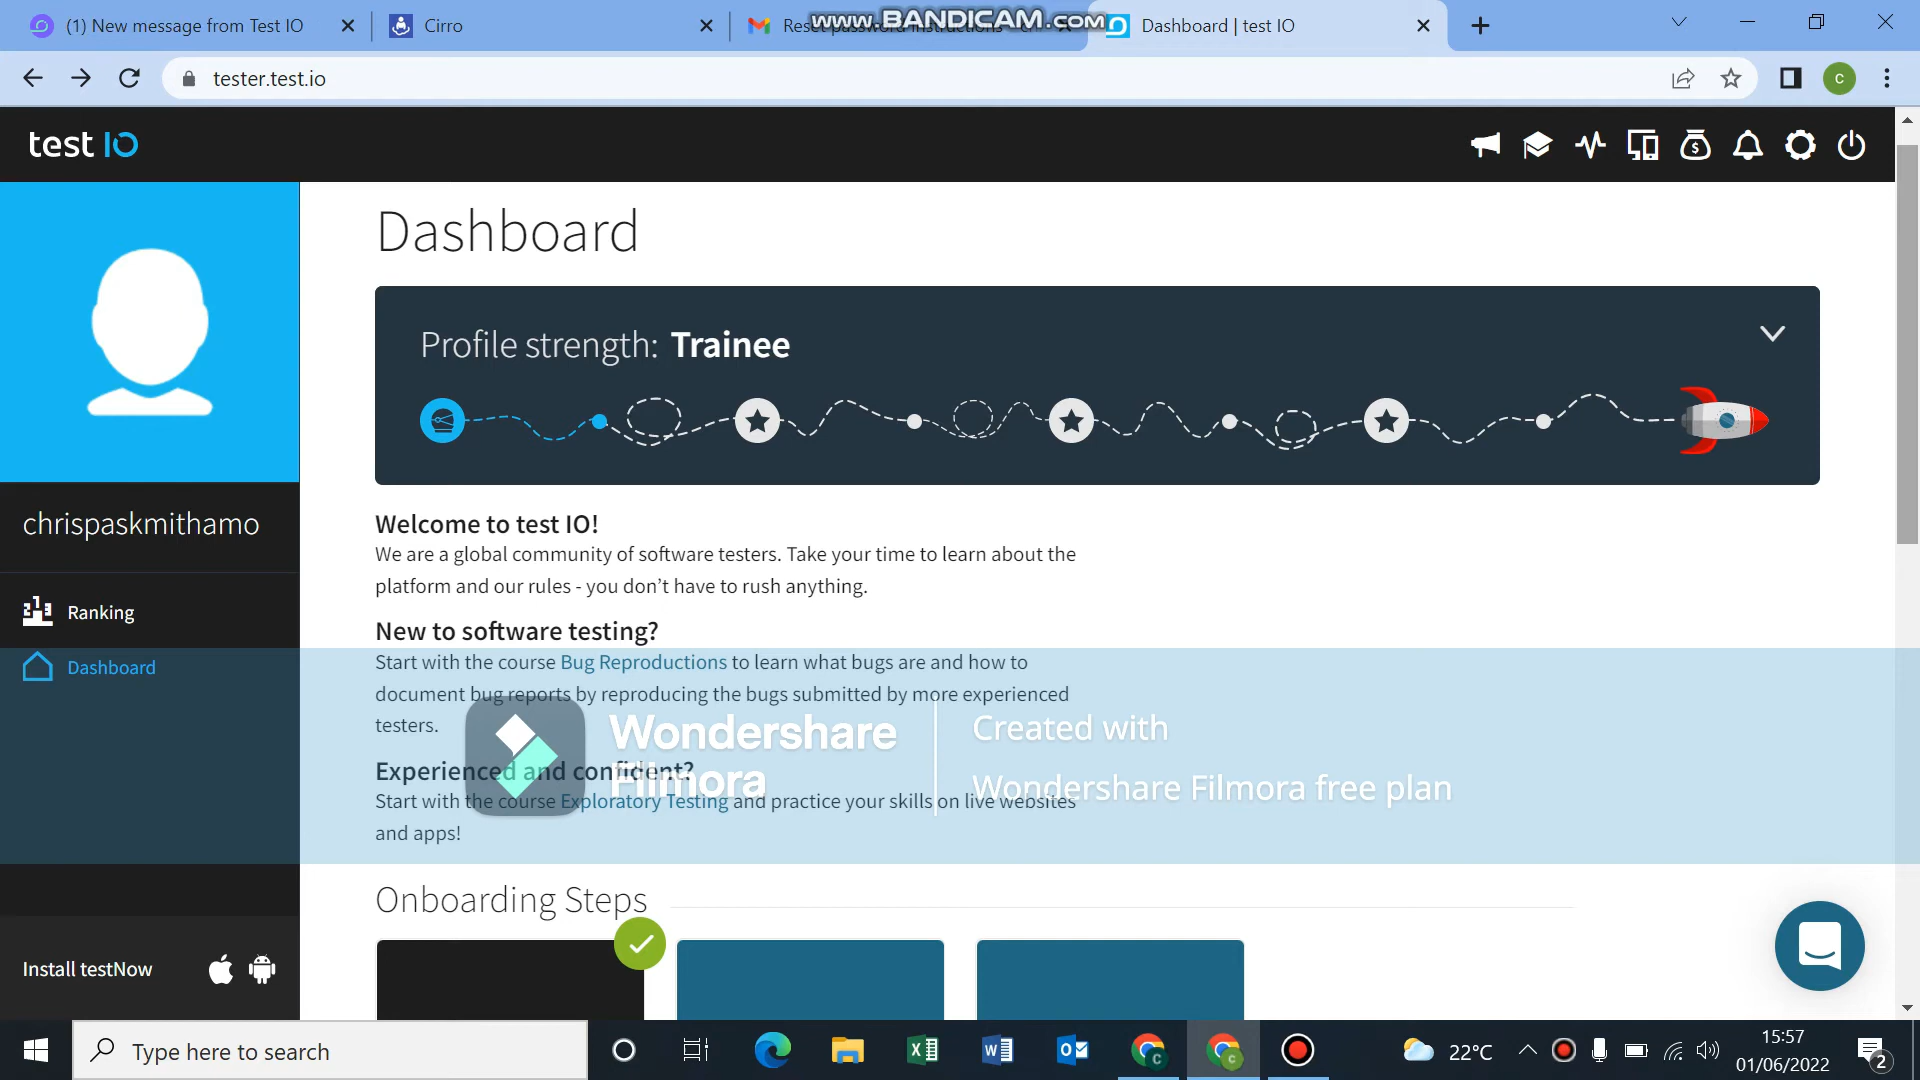 (1) New message from Test IO
Cirro
Reset password instructions
www.BANDICAM.com
Dashboard | test IO
tester.test.io
C
test IO
Dashboard
Profile strength: Trainee
chrispaskmithamo
Ranking
Dashboard
Welcome to test IO!
We are a global community of software testers. Take your time to learn about the
platform and our rules - you don’t have to rush anything.
New to software testing?
Start with the course Bug Reproductions to learn what bugs are and how to
document bug reports by reproducing the bugs submitted by more experienced
testers.
Experienced and confident?
Start with the course Exploratory Testing and practice your skills on live websites
and apps!
Wondershare
Filmora
Created with
Wondershare Filmora free plan
Onboarding Steps
Install testNow
Type here to search
22°C
15:57
01/06/2022
2